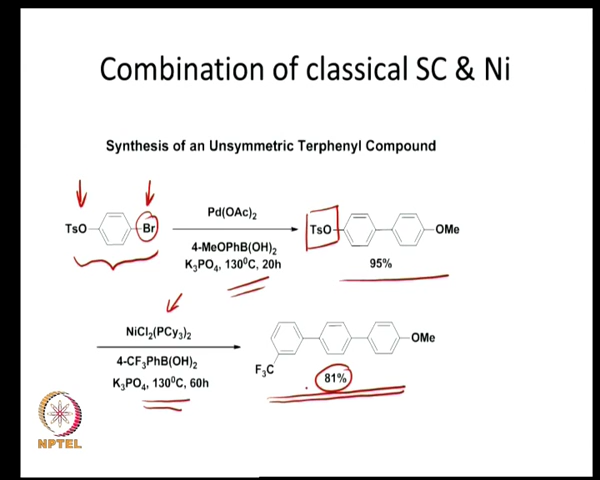 Combination of classical SC & Ni
Synthesis of an Unsymmetric Terphenyl Compound
TsO
Br
Pd(OAc)₂
4-MeOPhB(OH)₂
K₃PO₄, 130⁰C, 20h
TsO
OMe
95%
NiCl₂(PCy₃)₂
4-CF₃PhB(OH)₂
K₃PO₄, 130⁰C, 60h
F₃C
OMe
81%
NPTEL